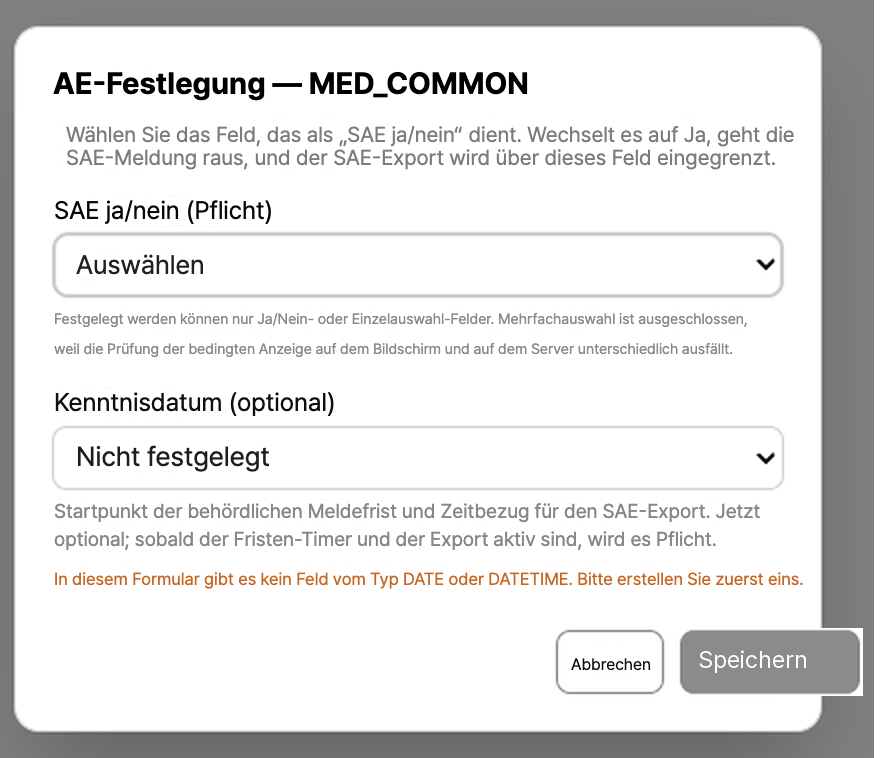 AE-Festlegung — MED_COMMON
Wählen Sie das Feld, das als „SAE ja/nein“ dient. Wechselt es auf Ja, geht die
SAE-Meldung raus, und der SAE-Export wird über dieses Feld eingegrenzt.
SAE ja/nein (Pflicht)
Auswählen
Festgelegt werden können nur Ja/Nein- oder Einzelauswahl-Felder. Mehrfachauswahl ist ausgeschlossen,
weil die Prüfung der bedingten Anzeige auf dem Bildschirm und auf dem Server unterschiedlich ausfällt.
Kenntnisdatum (optional)
Nicht festgelegt
Startpunkt der behördlichen Meldefrist und Zeitbezug für den SAE-Export. Jetzt
optional; sobald der Fristen-Timer und der Export aktiv sind, wird es Pflicht.
In diesem Formular gibt es kein Feld vom Typ DATE oder DATETIME. Bitte erstellen Sie zuerst eins.
Abbrechen
Speichern